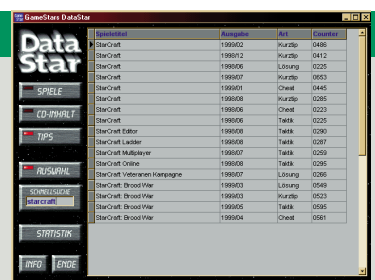 GameStars DataStar
Data
Star
SPIELE
CD-INHALT
TIPS
AUSWAHL
SCHNELLSUCHE
starcraft
STATISTIK
INFO ENDE
Spieletitel Ausgabe Art Counter
StarCraft 1999/02 Kurztip 0486
StarCraft 1998/12 Kurztip 0412
StarCraft 1998/06 Lösung 0225
StarCraft 1999/07 Kurztip 0653
StarCraft 1999/01 Cheat 0445
StarCraft 1998/08 Kurztip 0285
StarCraft 1998/06 Cheat 0223
StarCraft 1998/06 Taktik 0225
StarCraft Editor 1998/08 Taktik 0290
StarCraft Ladder 1998/08 Taktik 0287
StarCraft Multiplayer 1998/07 Taktik 0259
StarCraft Online 1998/08 Taktik 0295
StarCraft Veteranen Kampagne 1998/07 Lösung 0266
StarCraft: Brood War 1999/03 Lösung 0549
StarCraft: Brood War 1999/03 Kurztip 0523
StarCraft: Brood War 1999/05 Taktik 0595
StarCraft: Brood War 1999/04 Cheat 0561